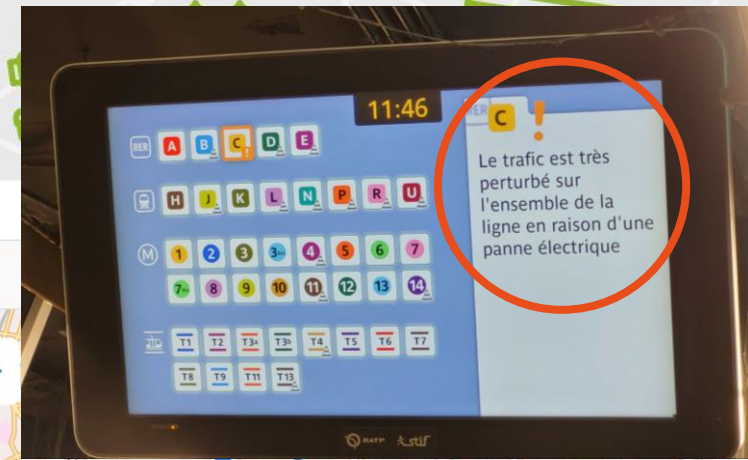 11:46
RER A B C D E
H J K L N P R U
M 1 2 3 3bis 4 5 6 7
7bis 8 9 10 11 12 13 14
T1 T2 T3a T3b T4 T5 T6 T7
T8 T9 T11 T13
RER C !
Le trafic est très
perturbé sur
l'ensemble de la
ligne en raison d'une
panne électrique
RATP stif